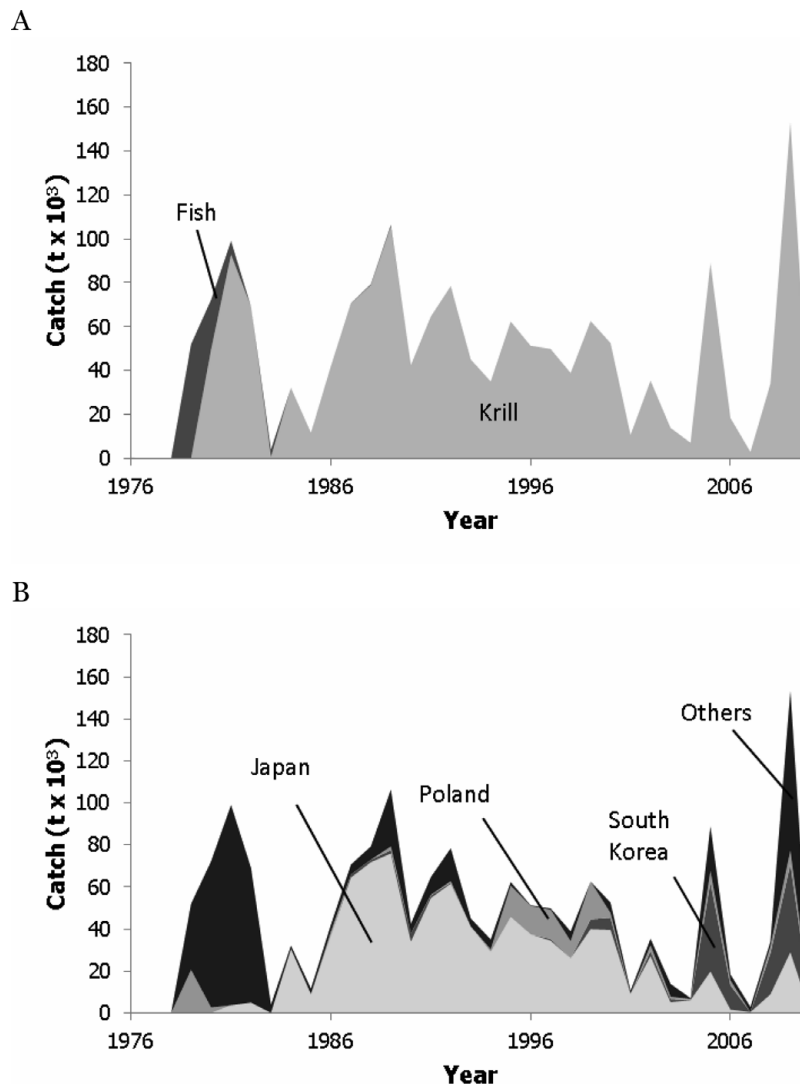 A
180
160
140
120
100
80
60
40
20
0
Catch (t x 10³)
Fish
Krill
1976 1986 1996 2006
Year
B
180
160
140
120
100
80
60
40
20
0
Catch (t x 10³)
Others
Japan
Poland
South
Korea
1976 1986 1996 2006
Year